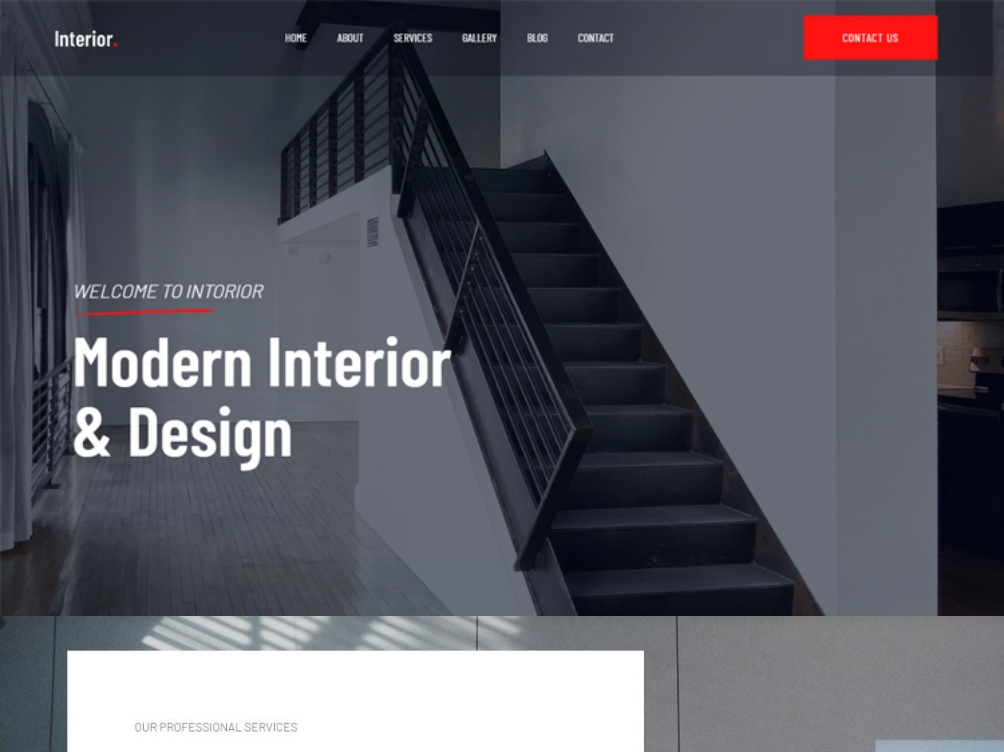 Interior.
HOME ABOUT SERVICES GALLERY BLOG CONTACT
CONTACT US
WELCOME TO INTORIOR
Modern Interior
& Design
OUR PROFESSIONAL SERVICES